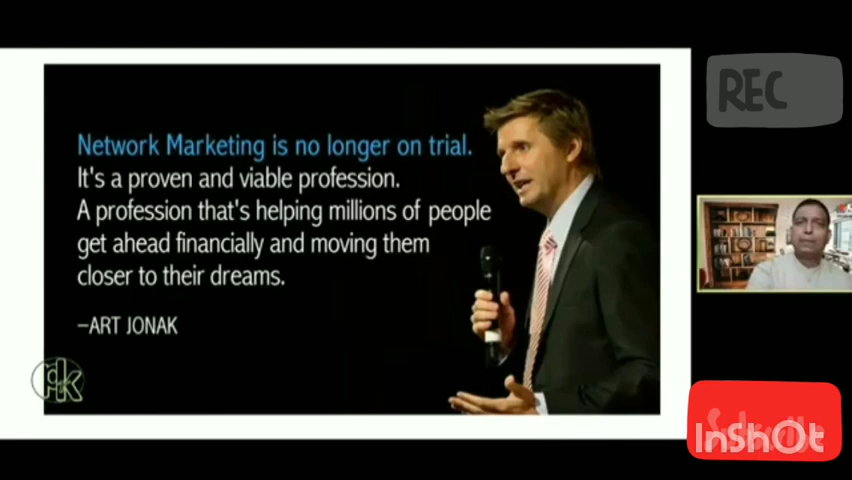 Network Marketing is no longer on trial.
It's a proven and viable profession.
A profession that's helping millions of people
get ahead financially and moving them
closer to their dreams.
–ART JONAK
REC
Subscribe
InShOt